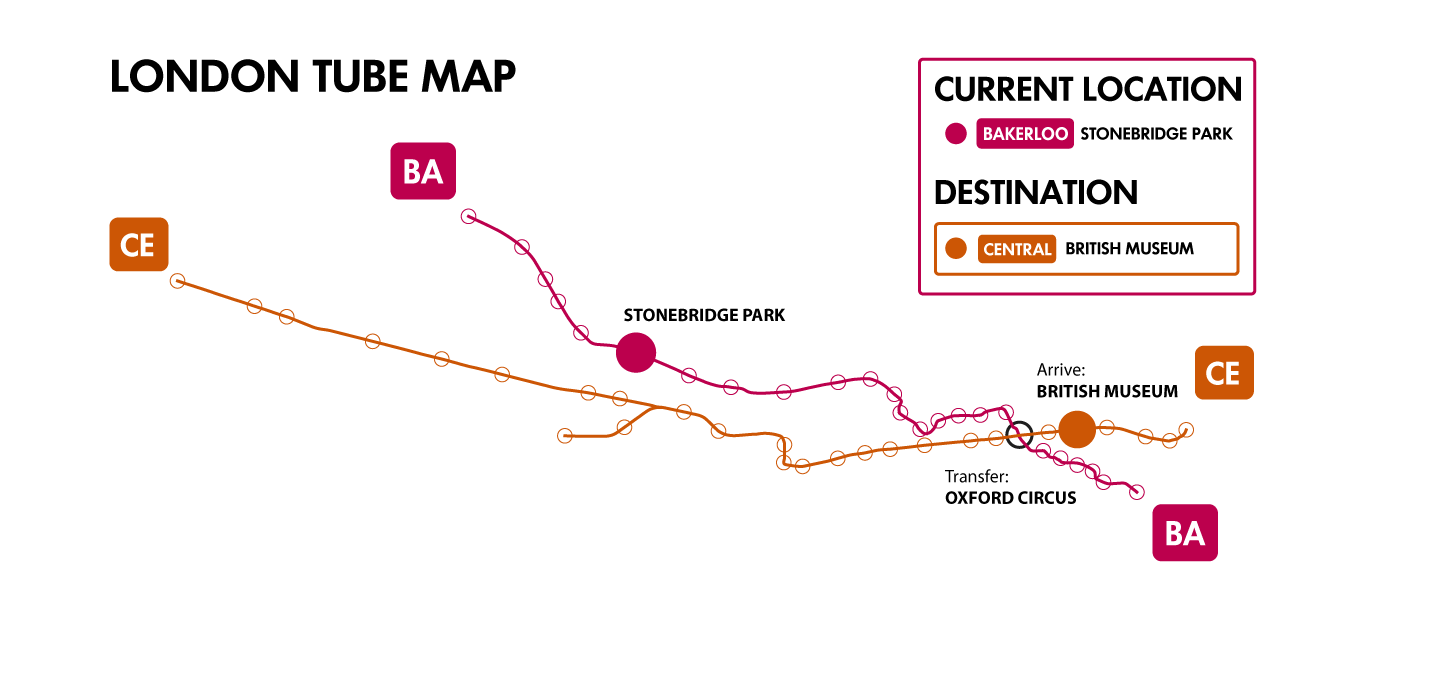 LONDON TUBE MAP
CURRENT LOCATION
BAKERLOO STONEBRIDGE PARK
DESTINATION
CENTRAL BRITISH MUSEUM
BA
CE
STONEBRIDGE PARK
Arrive:
BRITISH MUSEUM
CE
Transfer:
OXFORD CIRCUS
BA